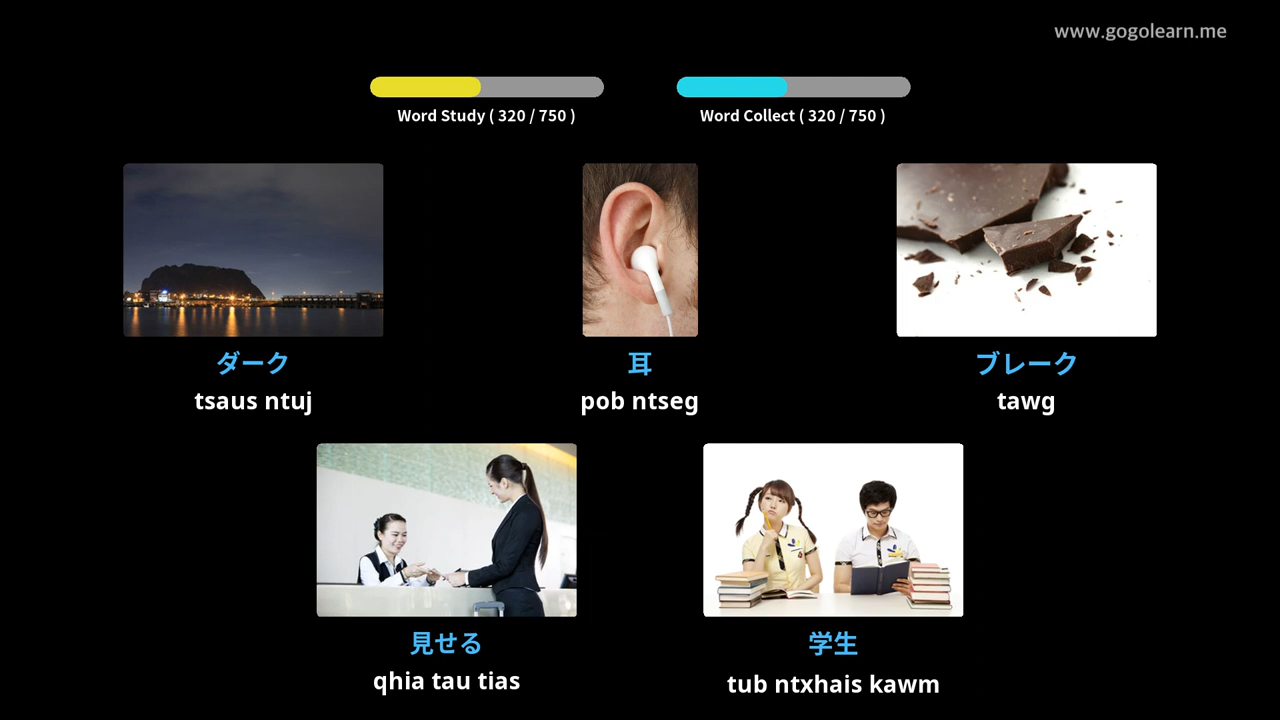 www.gogolearn.me
Word Study ( 320 / 750 )
Word Collect ( 320 / 750 )
ダーク
tsaus ntuj
耳
pob ntseg
ブレーク
tawg
見せる
qhia tau tias
学生
tub ntxhais kawm